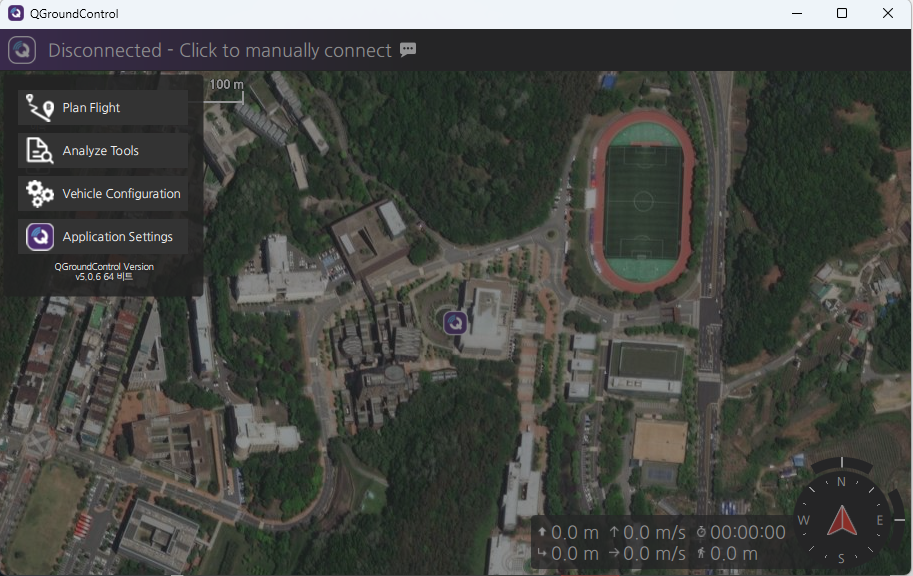 QGroundControl
Disconnected - Click to manually connect
100 m
Plan Flight
Analyze Tools
Vehicle Configuration
Application Settings
QGroundControl Version
v5.0.6 64 비트
N
W E
S
0.0 m 0.0 m/s 00:00:00
0.0 m 0.0 m/s 0.0 m